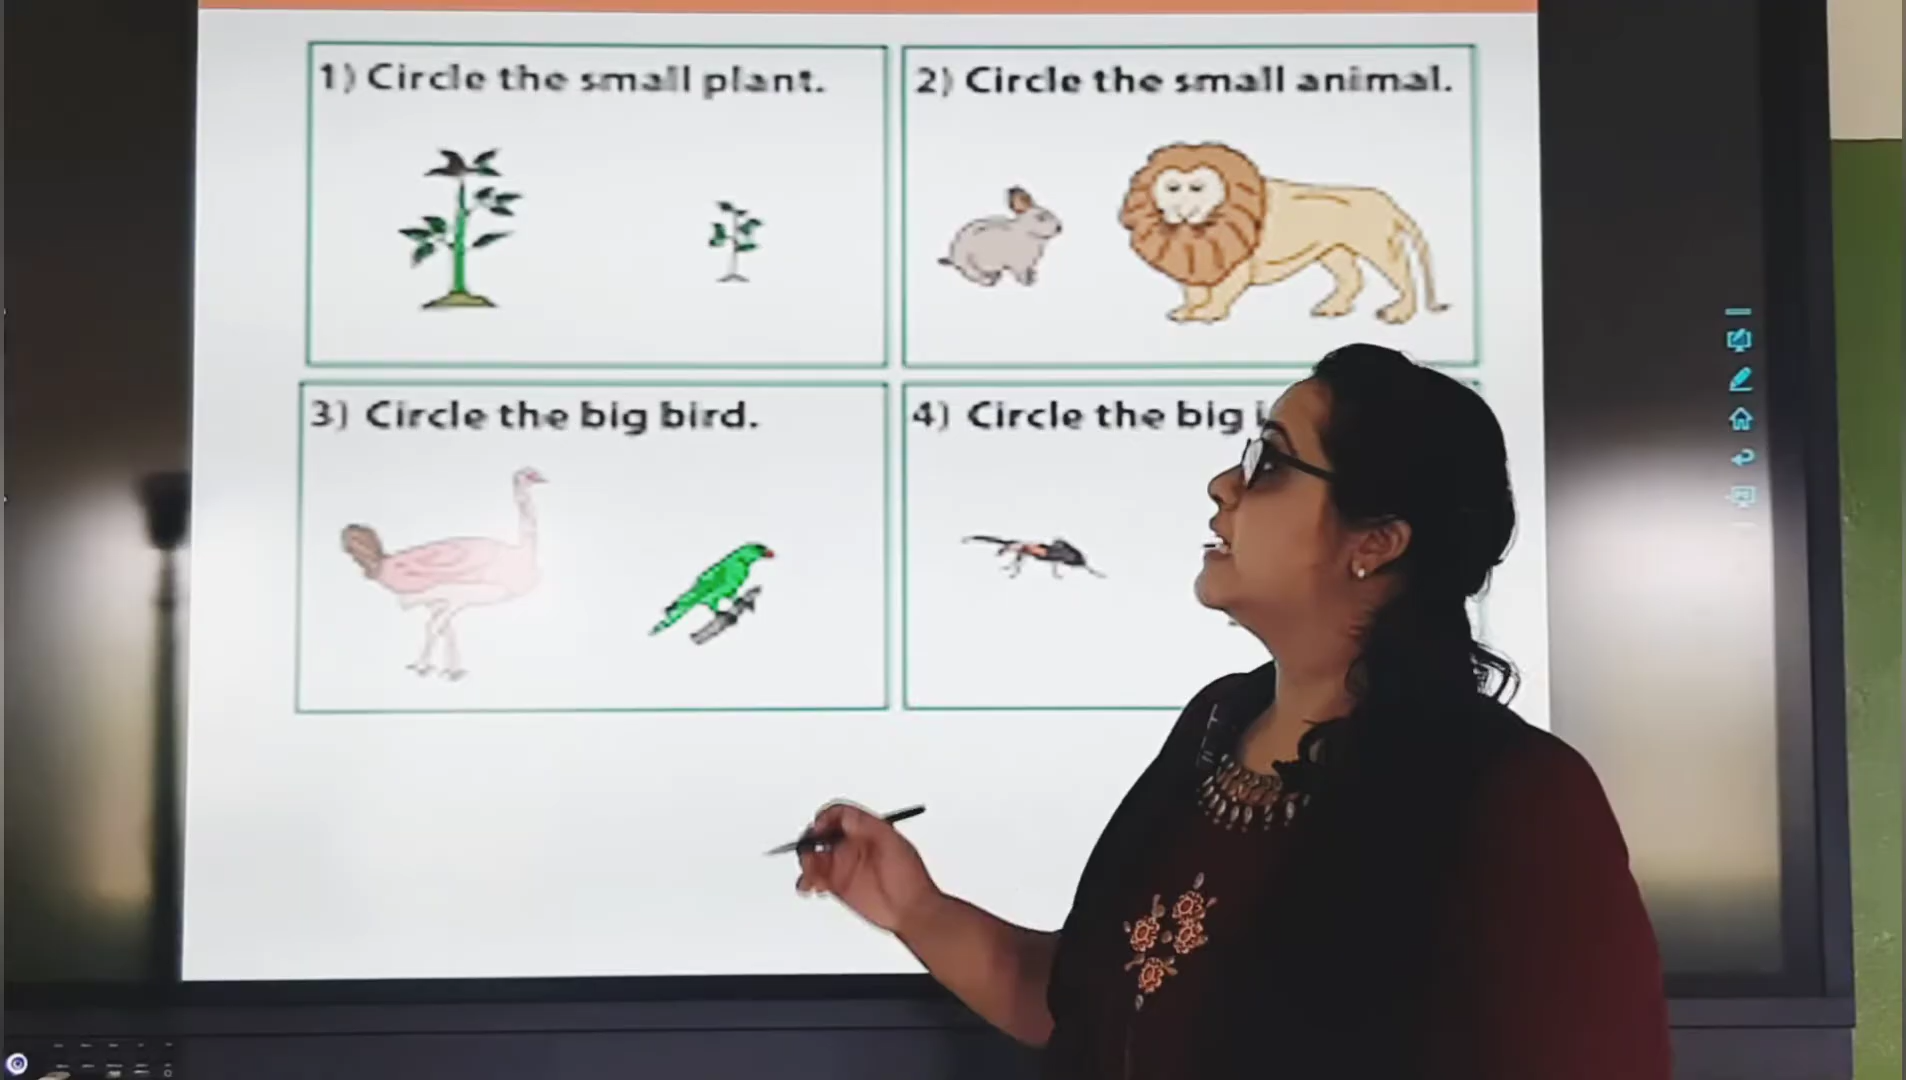 1) Circle the small plant.
2) Circle the small animal.
3) Circle the big bird.
4) Circle the big